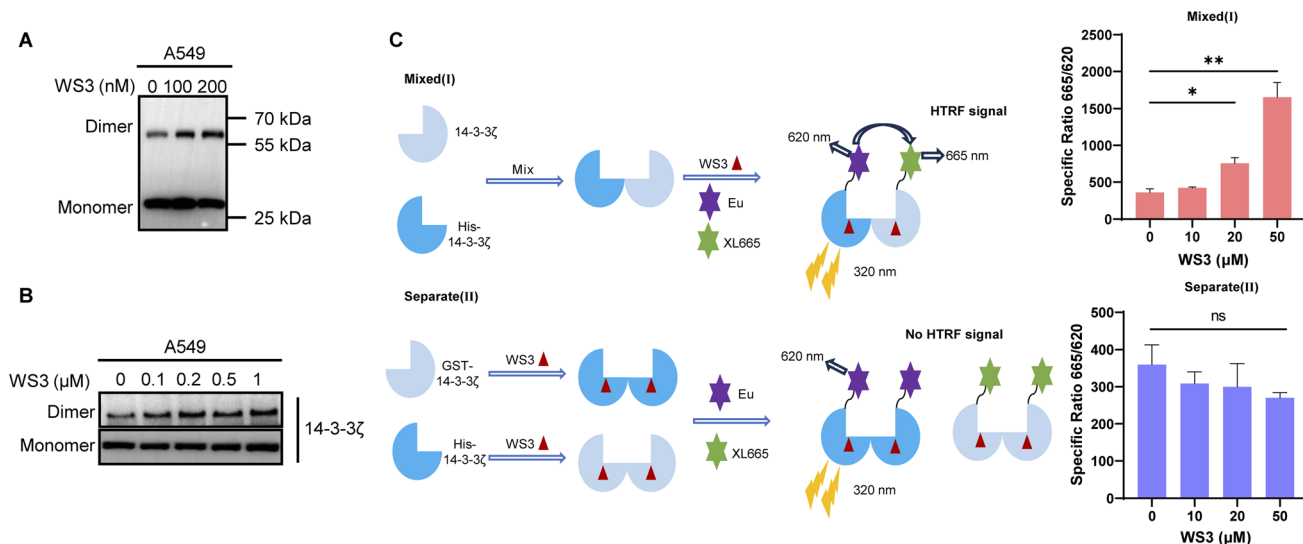 A
A549
WS3 (nM) 0 100 200
Dimer
70 kDa
55 kDa
Monomer
25 kDa
B
A549
WS3 (µM) 0 0.1 0.2 0.5 1
Dimer
Monomer
14-3-3ζ
C
Mixed(I)
14-3-3ζ
His-
14-3-3ζ
Mix
WS3
Eu
XL665
HTRF signal
620 nm
665 nm
320 nm
Mixed(I)
Specific Ratio 665/620
2500
2000
1500
1000
500
0
**
*
0 10 20 50
WS3 (µM)
Separate(II)
GST-
14-3-3ζ
WS3
His-
14-3-3ζ
WS3
Eu
XL665
No HTRF signal
620 nm
320 nm
Separate(II)
Specific Ratio 665/620
500
400
300
200
100
0
ns
0 10 20 50
WS3 (µM)